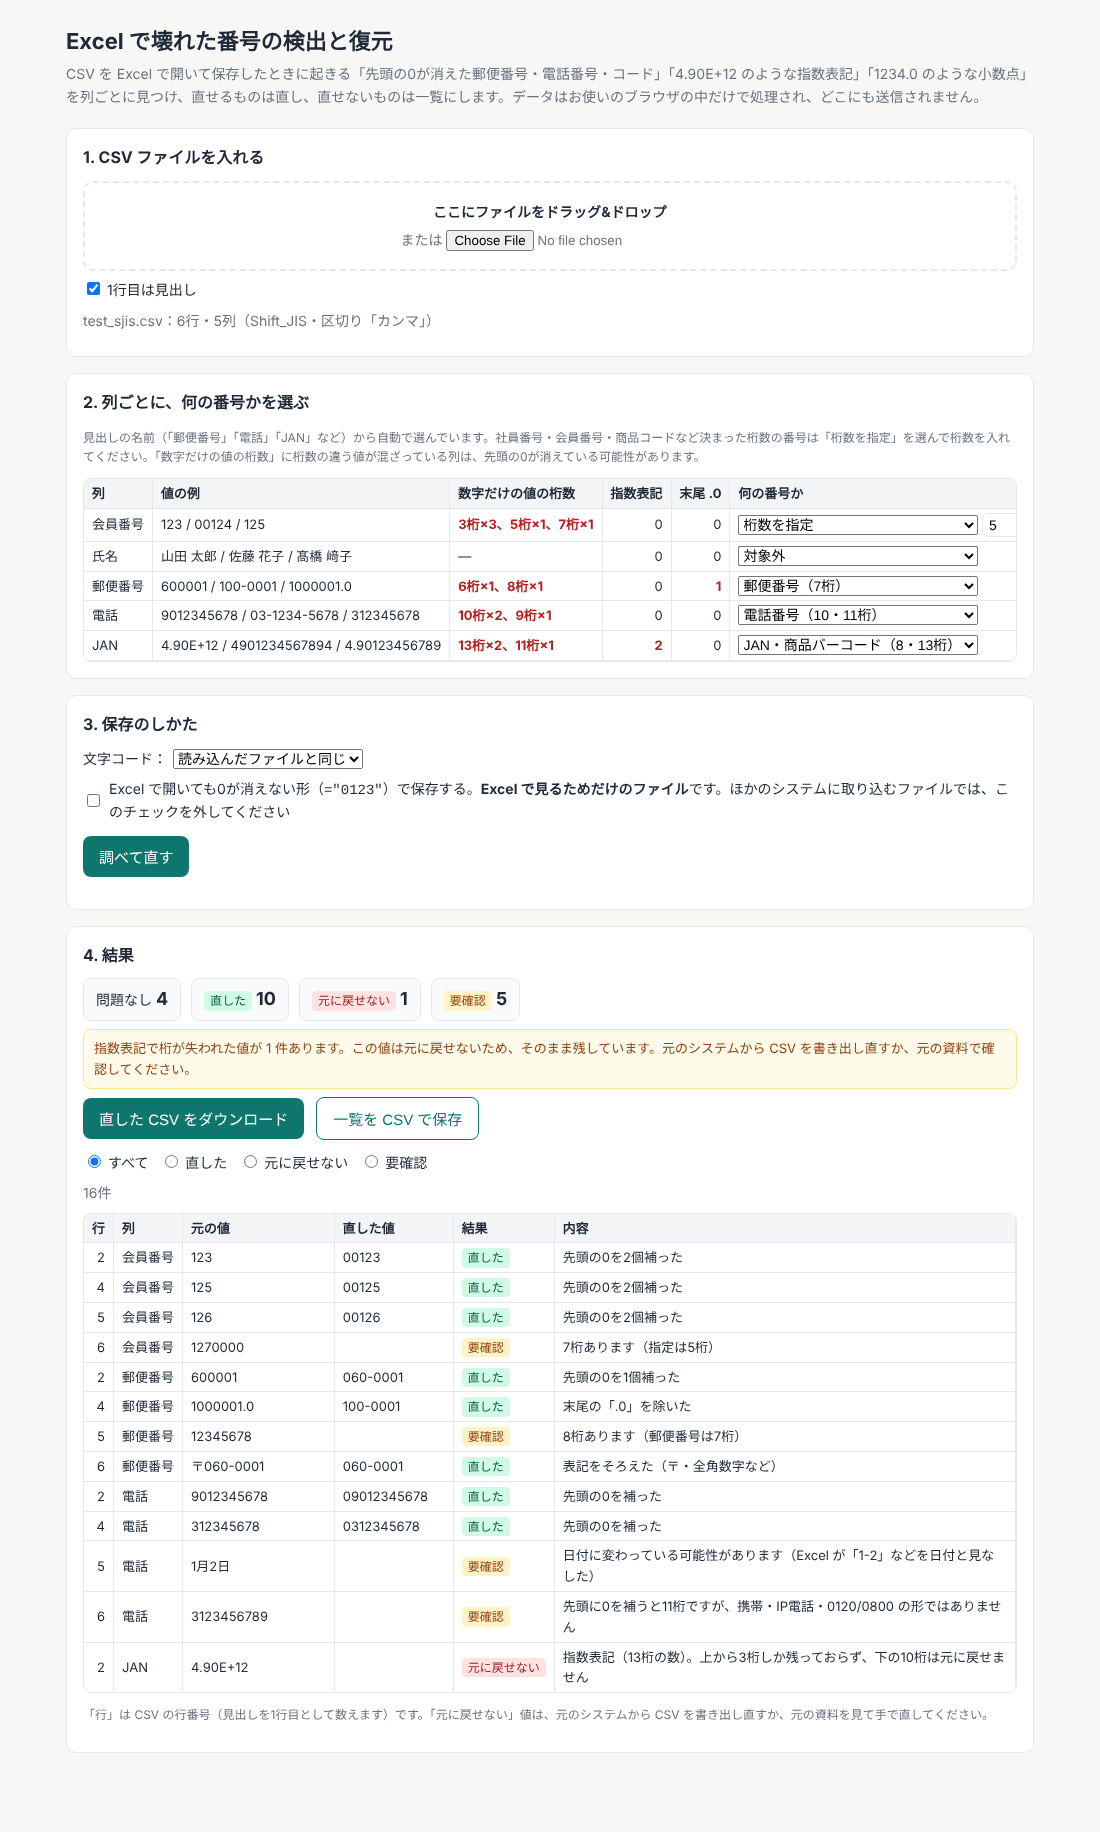 Excel で壊れた番号の検出と復元
CSV を Excel で開いて保存したときに起きる「先頭の0が消えた郵便番号・電話番号・コード」「4.90E+12 のような指数表記」「1234.0 のような小数点」
を列ごとに見つけ、直せるものは直し、直せないものは一覧にします。データはお使いのブラウザの中だけで処理され、どこにも送信されません。
1. CSV ファイルを入れる
ここにファイルをドラッグ&ドロップ
または Choose File No file chosen
1行目は見出し
test_sjis.csv：6行・5列（Shift_JIS・区切り「カンマ」）
2. 列ごとに、何の番号かを選ぶ
見出しの名前（「郵便番号」「電話」「JAN」など）から自動で選んでいます。社員番号・会員番号・商品コードなど決まった桁数の番号は「桁数を指定」を選んで桁数を入れ
てください。「数字だけの値の桁数」に桁数の違う値が混ざっている列は、先頭の0が消えている可能性があります。
列 値の例 数字だけの値の桁数 指数表記 末尾 .0 何の番号か
会員番号 123 / 00124 / 125 3桁×3、5桁×1、7桁×1 0 0 桁数を指定 5
氏名 山田 太郎 / 佐藤 花子 / 髙橋 﨑子 — 0 0 対象外
郵便番号 600001 / 100-0001 / 1000001.0 6桁×1、8桁×1 0 1 郵便番号（7桁）
電話 9012345678 / 03-1234-5678 / 312345678 10桁×2、9桁×1 0 0 電話番号（10・11桁）
JAN 4.90E+12 / 4901234567894 / 4.90123456789 13桁×2、11桁×1 2 0 JAN・商品バーコード（8・13桁）
3. 保存のしかた
文字コード： 読み込んだファイルと同じ
Excel で開いても0が消えない形（="0123"）で保存する。Excel で見るためだけのファイルです。ほかのシステムに取り込むファイルでは、こ
のチェックを外してください
調べて直す
4. 結果
問題なし 4 直した 10 元に戻せない 1 要確認 5
指数表記で桁が失われた値が 1 件あります。この値は元に戻せないため、そのまま残しています。元のシステムから CSV を書き出し直すか、元の資料で確
認してください。
直した CSV をダウンロード 一覧を CSV で保存
すべて 直した 元に戻せない 要確認
16件
行 列 元の値 直した値 結果 内容
2 会員番号 123 00123 直した 先頭の0を2個補った
4 会員番号 125 00125 直した 先頭の0を2個補った
5 会員番号 126 00126 直した 先頭の0を2個補った
6 会員番号 1270000 要確認 7桁あります（指定は5桁）
2 郵便番号 600001 060-0001 直した 先頭の0を1個補った
4 郵便番号 1000001.0 100-0001 直した 末尾の「.0」を除いた
5 郵便番号 12345678 要確認 8桁あります（郵便番号は7桁）
6 郵便番号 〒060-0001 060-0001 直した 表記をそろえた（〒・全角数字など）
2 電話 9012345678 09012345678 直した 先頭の0を補った
4 電話 312345678 0312345678 直した 先頭の0を補った
5 電話 1月2日 要確認 日付に変わっている可能性があります（Excel が「1-2」などを日付と見な
した）
6 電話 3123456789 要確認 先頭に0を補うと11桁ですが、携帯・IP電話・0120/0800 の形ではありませ
ん
2 JAN 4.90E+12 元に戻せない 指数表記（13桁の数）。上から3桁しか残っておらず、下の10桁は元に戻せま
せん
「行」は CSV の行番号（見出しを1行目として数えます）です。「元に戻せない」値は、元のシステムから CSV を書き出し直すか、元の資料を見て手で直してください。